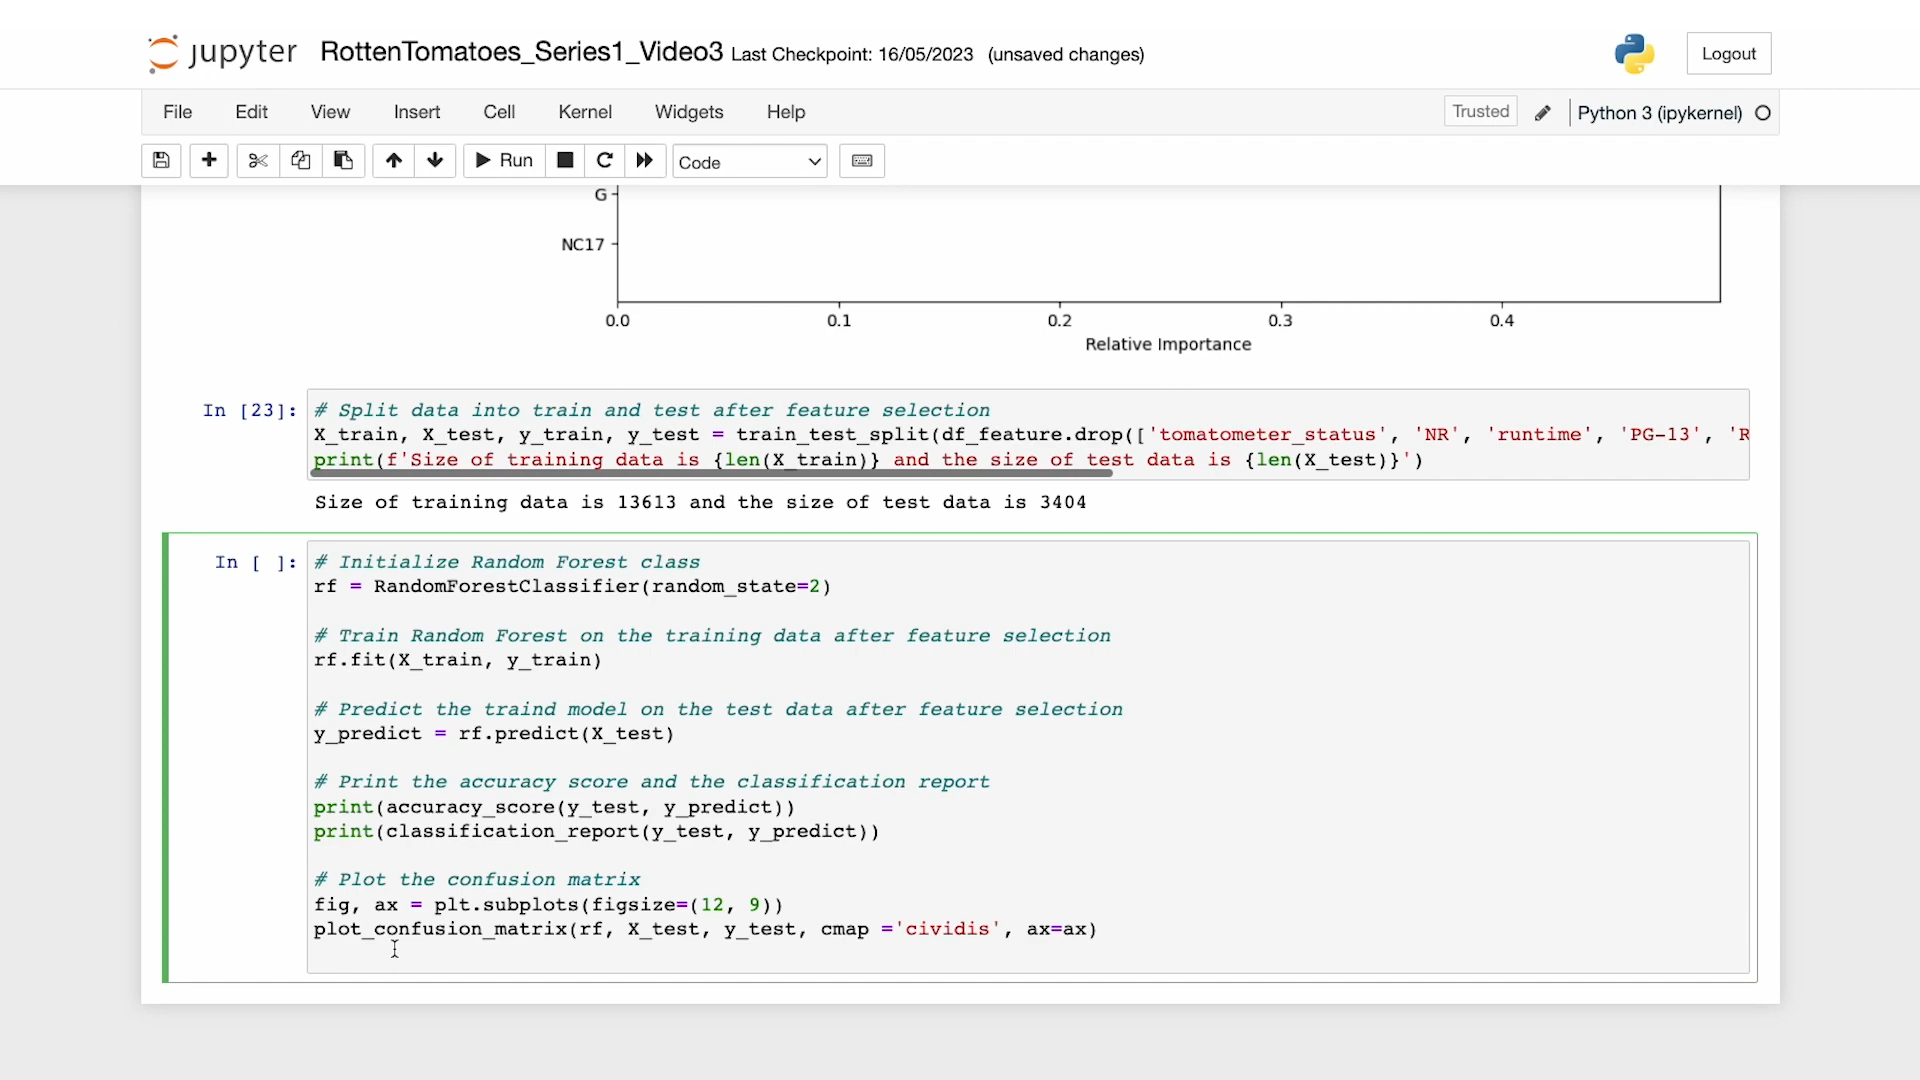 jupyter RottenTomatoes_Series1_Video3 Last Checkpoint: 16/05/2023 (unsaved changes)
Logout
File Edit View Insert Cell Kernel Widgets Help
Trusted Python 3 (ipykernel)
Run Code
G
NC17
0.0 0.1 0.2 0.3 0.4
Relative Importance
In [23]:
# Split data into train and test after feature selection
X_train, X_test, y_train, y_test = train_test_split(df_feature.drop(['tomatometer_status', 'NR', 'runtime', 'PG-13', 'R
print(f'Size of training data is {len(X_train)} and the size of test data is {len(X_test)}')
Size of training data is 13613 and the size of test data is 3404
In [ ]:
# Initialize Random Forest class
rf = RandomForestClassifier(random_state=2)
# Train Random Forest on the training data after feature selection
rf.fit(X_train, y_train)
# Predict the traind model on the test data after feature selection
y_predict = rf.predict(X_test)
# Print the accuracy score and the classification report
print(accuracy_score(y_test, y_predict))
print(classification_report(y_test, y_predict))
# Plot the confusion matrix
fig, ax = plt.subplots(figsize=(12, 9))
plot_confusion_matrix(rf, X_test, y_test, cmap ='cividis', ax=ax)